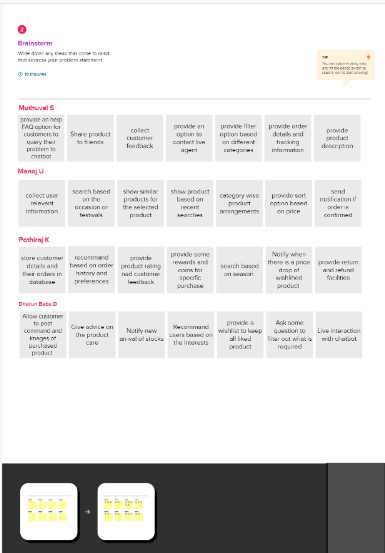 2
Brainstorm
Write down any ideas that come to mind
that address your problem statement.
10 minutes
TIP
You can select a sticky note
and hit the pencil [switch to
sketch] icon to start drawing!
Muthuvel S
provide an help
FAQ option for
customers to
query their
problem to
chatbot
Share product
to friends
collect
customer
feedback
provide an
option to
contact live
agent
provide filter
option based
on different
categories
provide order
details and
tracking
information
provide
product
description
Manoj U
collect user
relevant
information
search based
on the
occasion or
festivals
show similar
products for
the selected
product
show product
based on
recent
searches
category wise
product
arrangements
provide sort
option based
on price
send
notification if
order is
confirmed
Pothiraj K
store customer
details and
their orders in
database
recommand
based on order
history and
preferences
provide
product rating
nad customer
feedback
provide some
rewards and
coins for
specific
purchase
search based
on season
Notify when
there is a price
drop of
wishlihed
product
provide return
and refund
facilities
Dharun Babu D
Allow customer
to post
command and
images of
purchased
product
Give advice on
the product
care
Notify new
arrival of stocks
Recommand
users based on
the interests
provide a
wishlist to keep
all liked
product
Ask some
question to
filter out what is
required
Live interaction
with chatbot